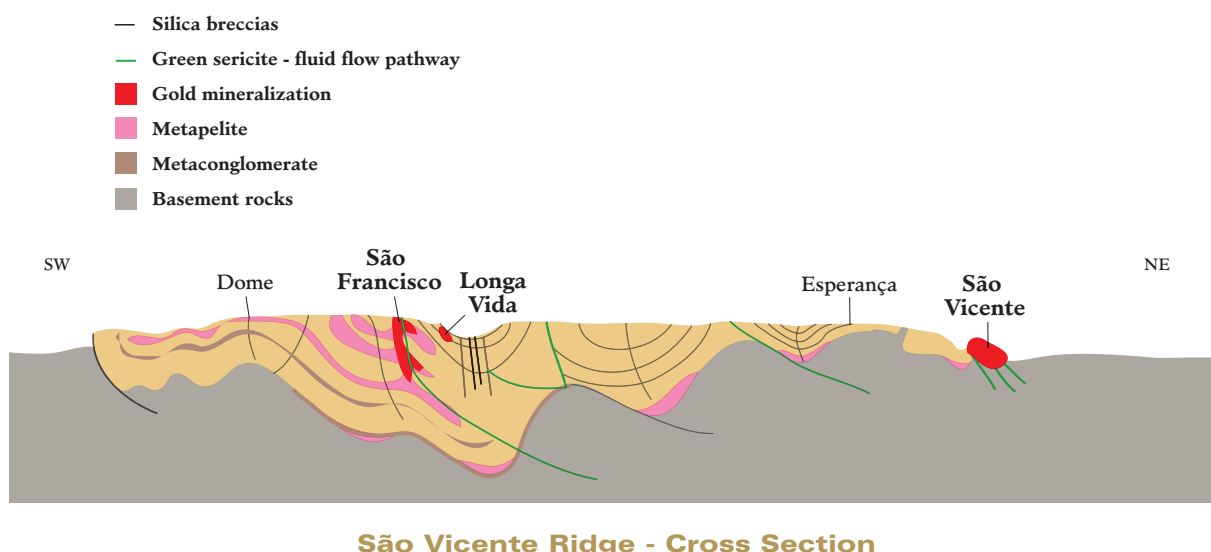 Silica breccias
Green sericite - fluid flow pathway
Gold mineralization
Metapelite
Metaconglomerate
Basement rocks
SW
Dome
São
Francisco
Longa
Vida
Esperança
São
Vicente
NE
São Vicente Ridge - Cross Section